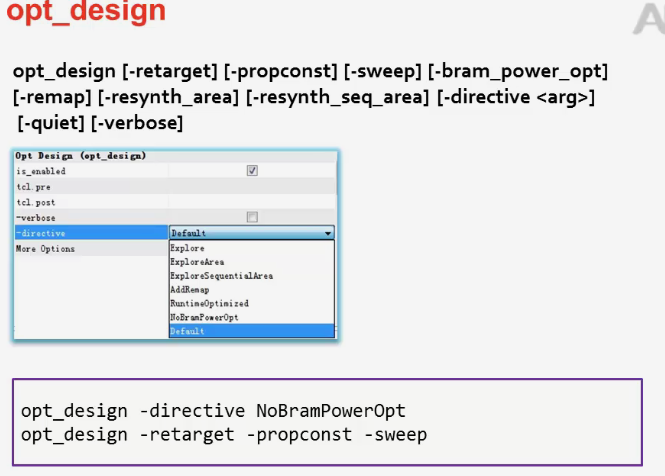 opt_design
opt_design [-retarget] [-propconst] [-sweep] [-bram_power_opt]
[-remap] [-resynth_area] [-resynth_seq_area] [-directive <arg>]
[-quiet] [-verbose]
Opt Design (opt_design)
is_enabled
tcl.pre
tcl.post
-verbose
-directive Default
More Options
Explore
ExploreArea
ExploreSequentialArea
AddRemap
RuntimeOptimized
NoBramPowerOpt
Default
opt_design -directive NoBramPowerOpt
opt_design -retarget -propconst -sweep